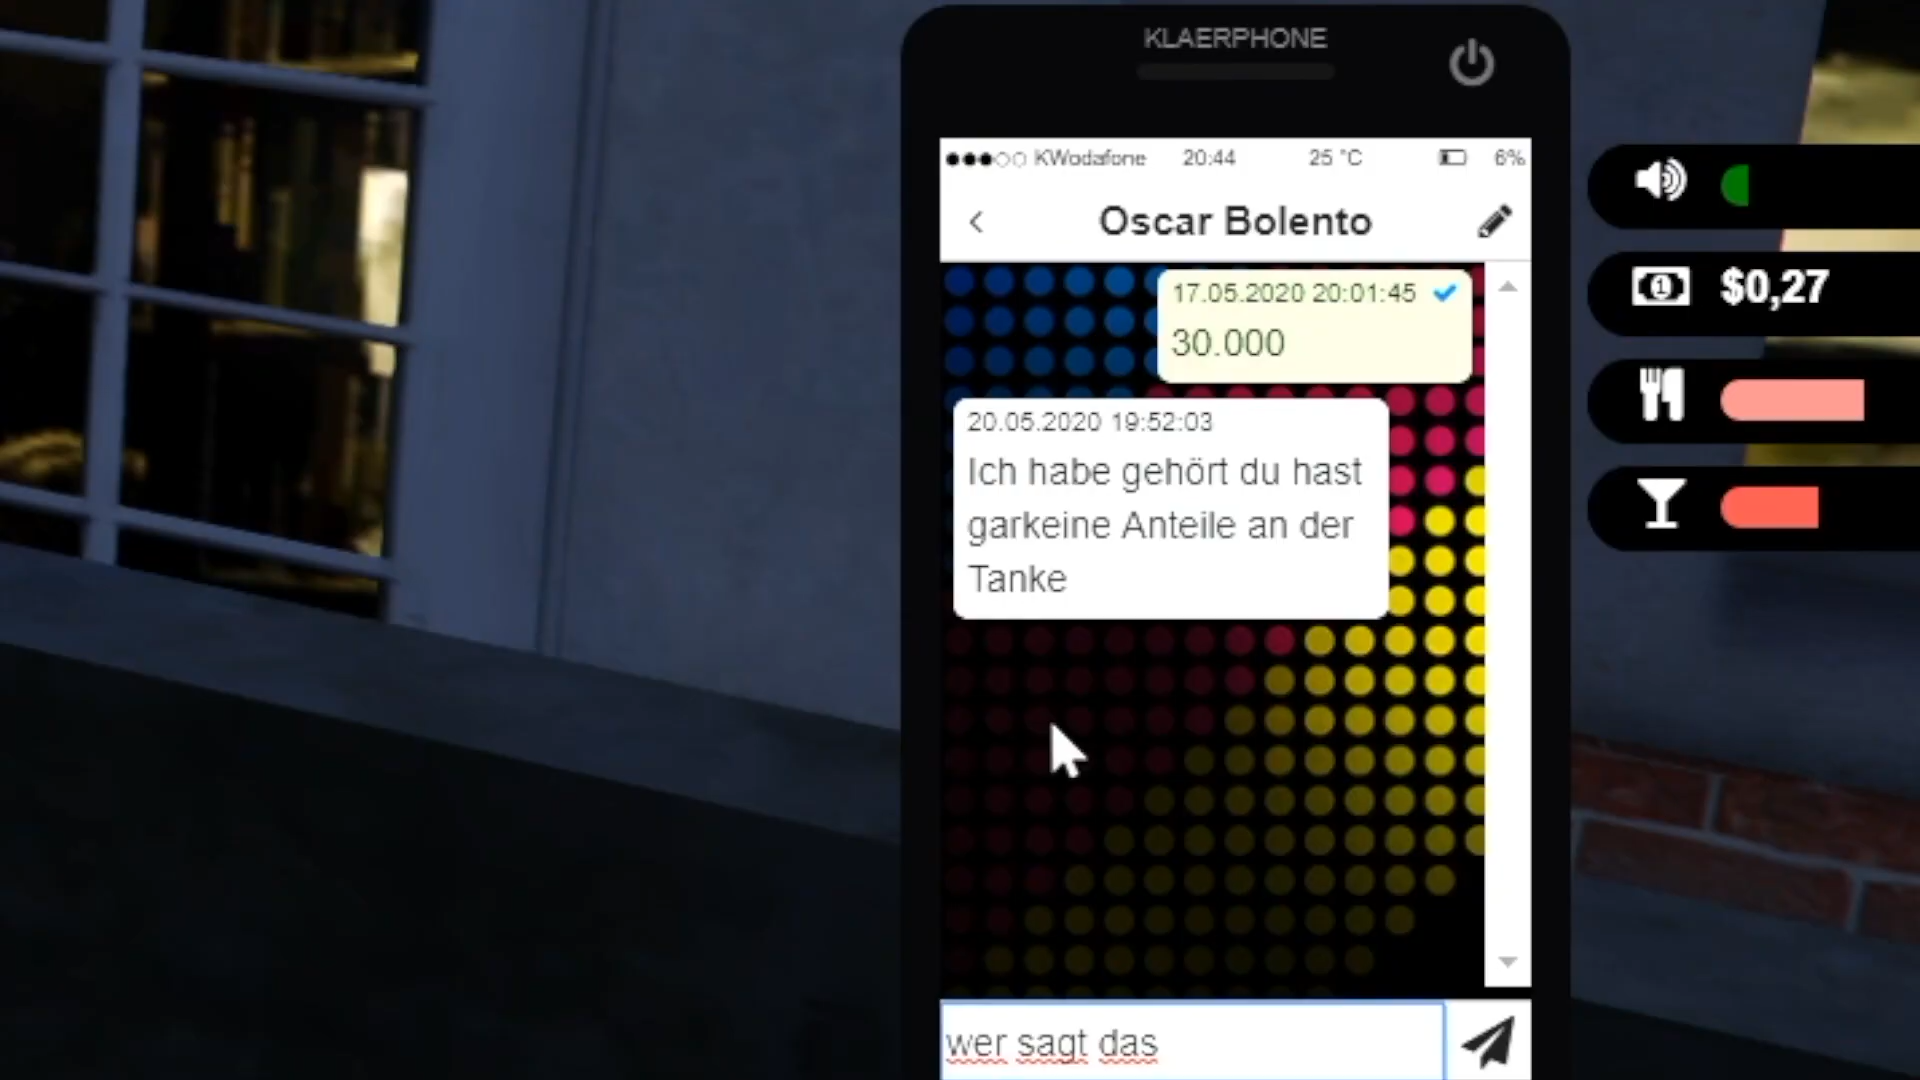 KLAERPHONE
KWodafone 20:44 25 °C 6%
Oscar Bolento
17.05.2020 20:01:45
30.000
20.05.2020 19:52:03
Ich habe gehört du hast
garkeine Anteile an der
Tanke
wer sagt das
1
$0,27